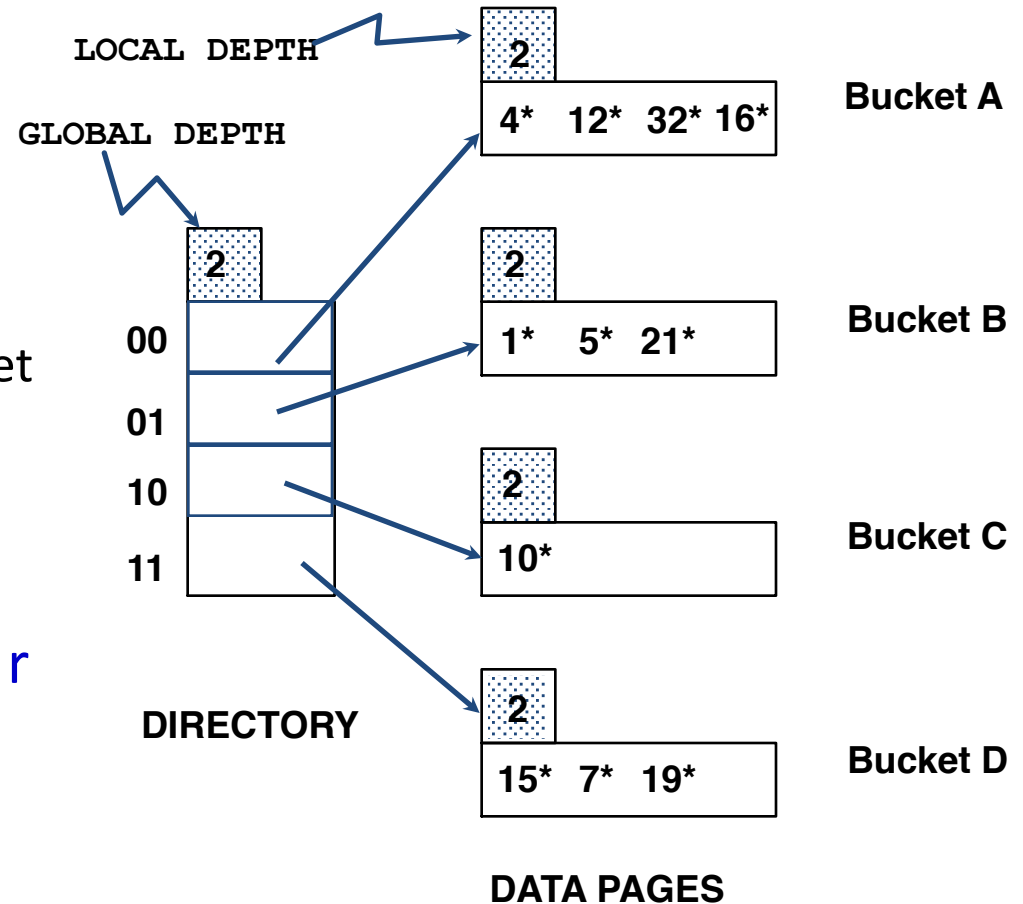 LOCAL DEPTH
GLOBAL DEPTH
2
4* 12* 32* 16*
Bucket A
2
00
01
10
11
et
r
DIRECTORY
2
1* 5* 21*
Bucket B
2
10*
Bucket C
2
15* 7* 19*
Bucket D
DATA PAGES